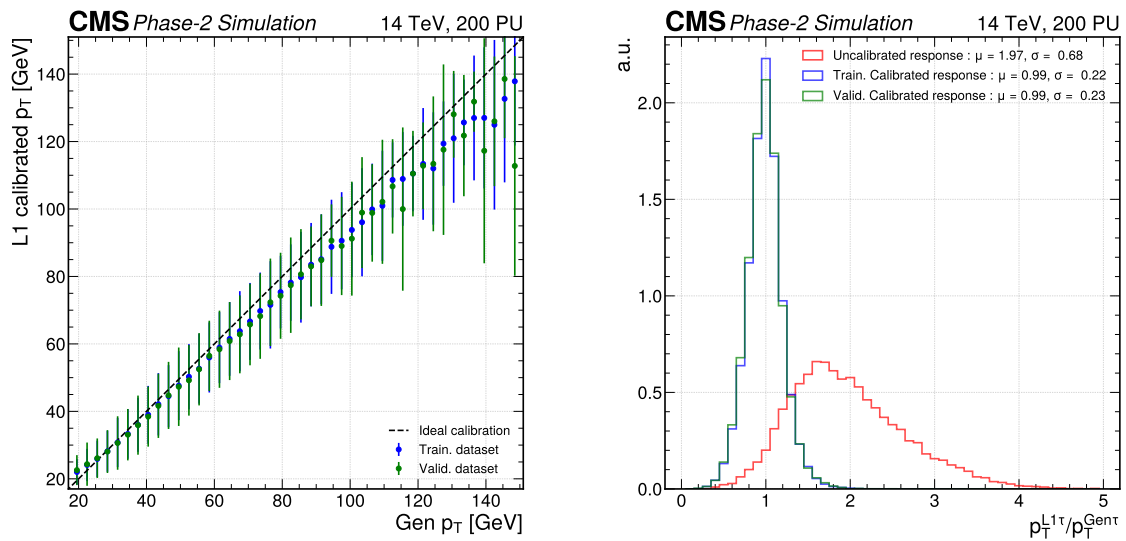 CMS Phase-2 Simulation 14 TeV, 200 PU
L1 calibrated pT [GeV]
140
120
100
80
60
40
20
Ideal calibration
Train. dataset
Valid. dataset
20 40 60 80 100 120 140
Gen pT [GeV]
CMS Phase-2 Simulation 14 TeV, 200 PU
a.u.
Uncalibrated response : μ = 1.97, σ = 0.68
Train. Calibrated response : μ = 0.99, σ = 0.22
Valid. Calibrated response : μ = 0.99, σ = 0.23
2.0
1.5
1.0
0.5
0.0
0 1 2 3 4 5
pT^L1τ/pT^Genτ